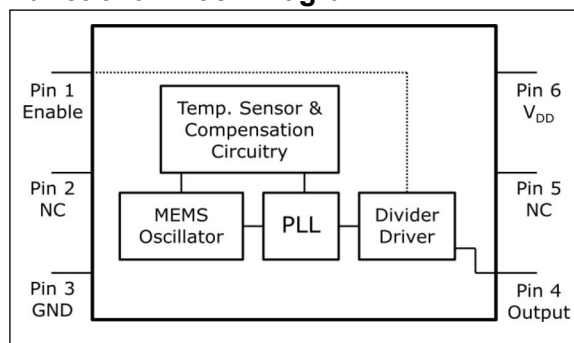 Pin 1
Enable
Temp. Sensor &
Compensation
Circuitry
Pin 6
V_DD
Pin 2
NC
MEMS
Oscillator
PLL
Divider
Driver
Pin 5
NC
Pin 3
GND
Pin 4
Output